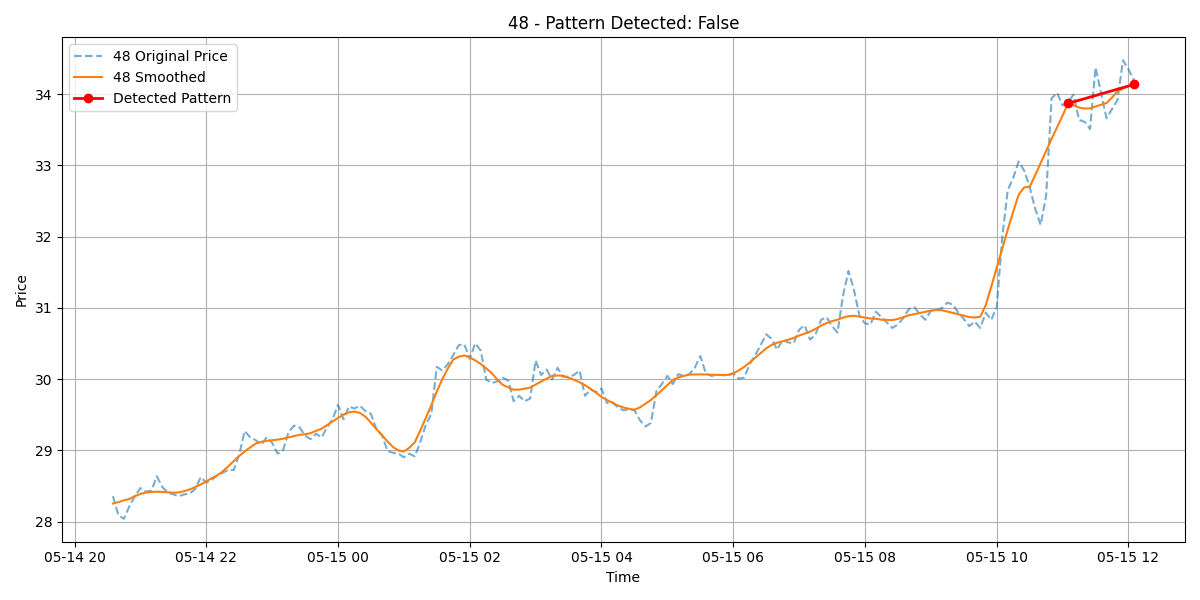 48 - Pattern Detected: False
48 Original Price
48 Smoothed
Detected Pattern
Price
34
33
32
31
30
29
28
05-14 20
05-14 22
05-15 00
05-15 02
05-15 04
05-15 06
05-15 08
05-15 10
05-15 12
Time